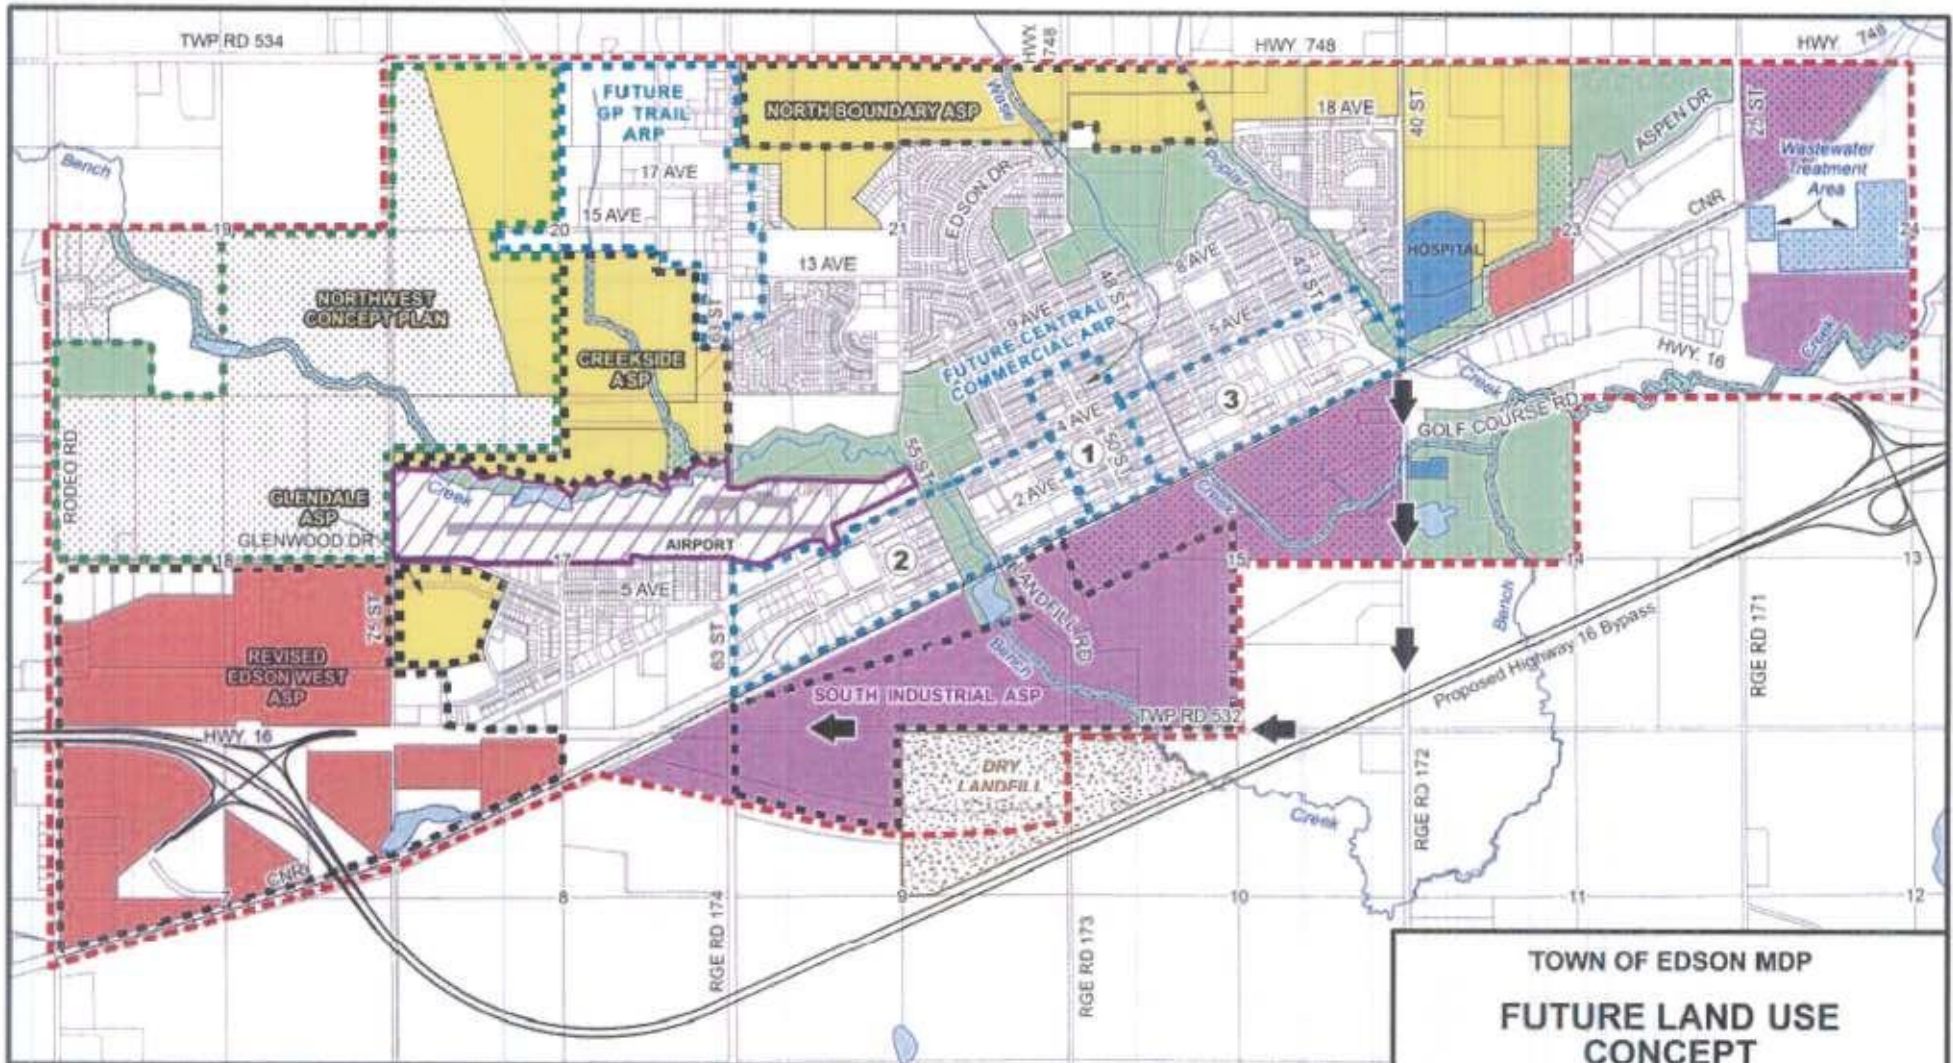 TWP RD 534
HWY 748
HWY 748
HWY 748
FUTURE
GP TRAIL
ARP
NORTH BOUNDARY ASP
Wase
18 AVE
40 ST
ASPEN DR
25 ST
Wastewater
Treatment
Area
Bench
17 AVE
EDSON DR
Poplar
CNR
15 AVE
19
20
21
23
24
13 AVE
8 AVE
48 ST
43 ST
HOSPITAL
NORTHWEST
CONCEPT PLAN
9 AVE
5 AVE
FUTURE CENTRAL
COMMERCIAL ARP
CREEKSIDE
ASP
HWY. 16
Creek
Creek
3
GOLF COURSE RD
4 AVE
50 ST
1
55 ST
2 AVE
RODEO RD
GLENDALE
ASP
GLENWOOD DR
Creek
AIRPORT
Creek
18
17
2
15
14
13
5 AVE
75 ST
63 ST
LANDFILL RD
Bench
Bench
REVISED
EDSON WEST
ASP
SOUTH INDUSTRIAL ASP
TWP RD 532
Proposed Highway 16 Bypass
RGE RD 171
HWY. 16
DRY
LANDFILL
RGE RD 172
Creek
CNR
7
8
9
10
11
12
RGE RD 174
RGE RD 173
TOWN OF EDSON MDP
FUTURE LAND USE
CONCEPT